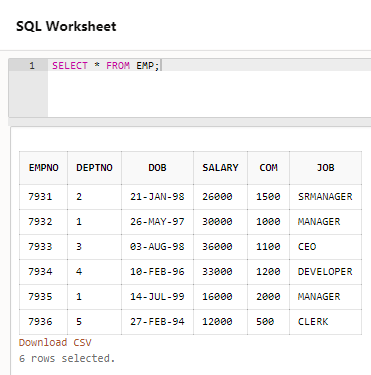 SQL Worksheet
1 SELECT * FROM EMP;
EMPNO DEPTNO DOB SALARY COM JOB
7931 2 21-JAN-98 26000 1500 SRMANAGER
7932 1 26-MAY-97 30000 1000 MANAGER
7933 3 03-AUG-98 36000 1100 CEO
7934 4 10-FEB-96 33000 1200 DEVELOPER
7935 1 14-JUL-99 16000 2000 MANAGER
7936 5 27-FEB-94 12000 500 CLERK
Download CSV
6 rows selected.